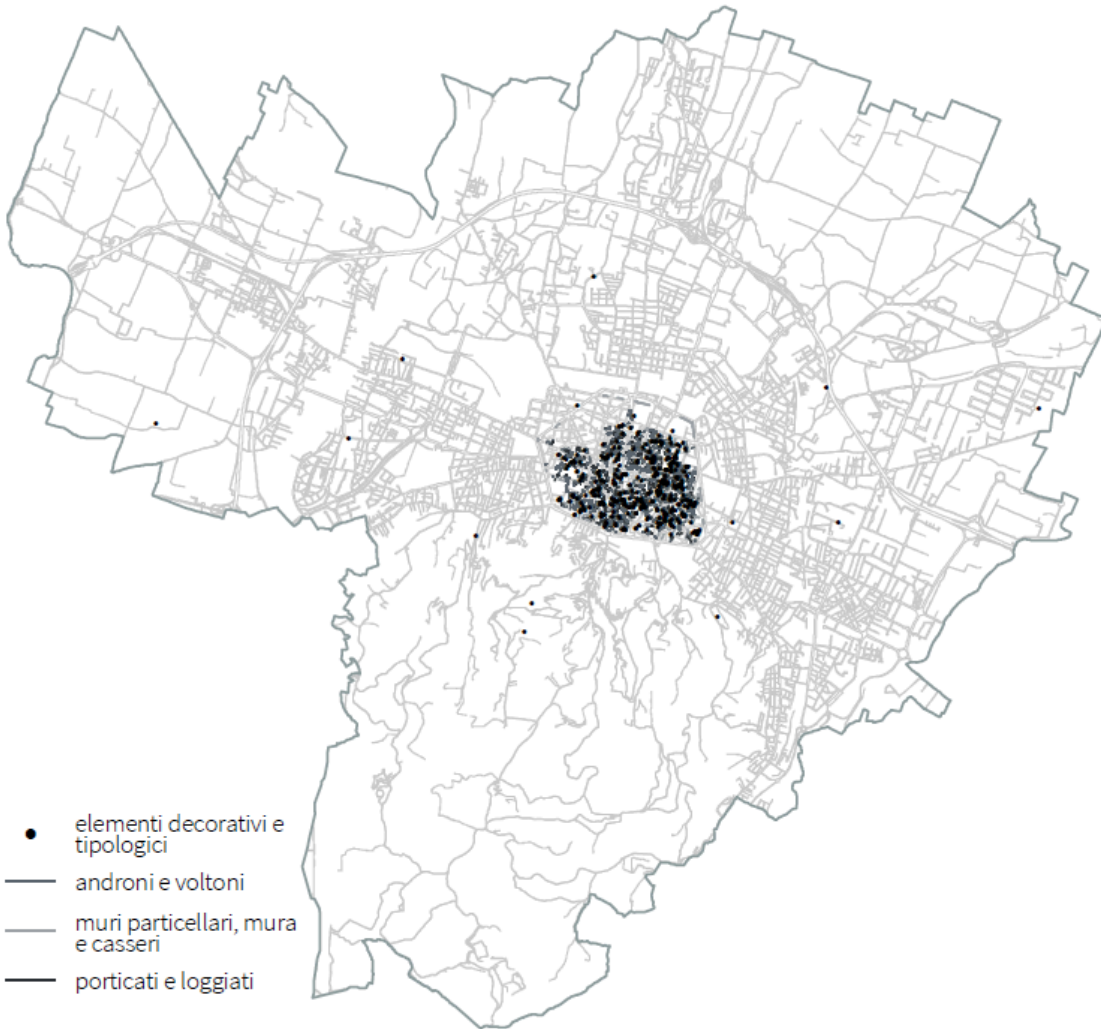 elementi decorativi e
tipologici
androni e voltoni
muri particellari, mura
e casseri
porticati e loggiati